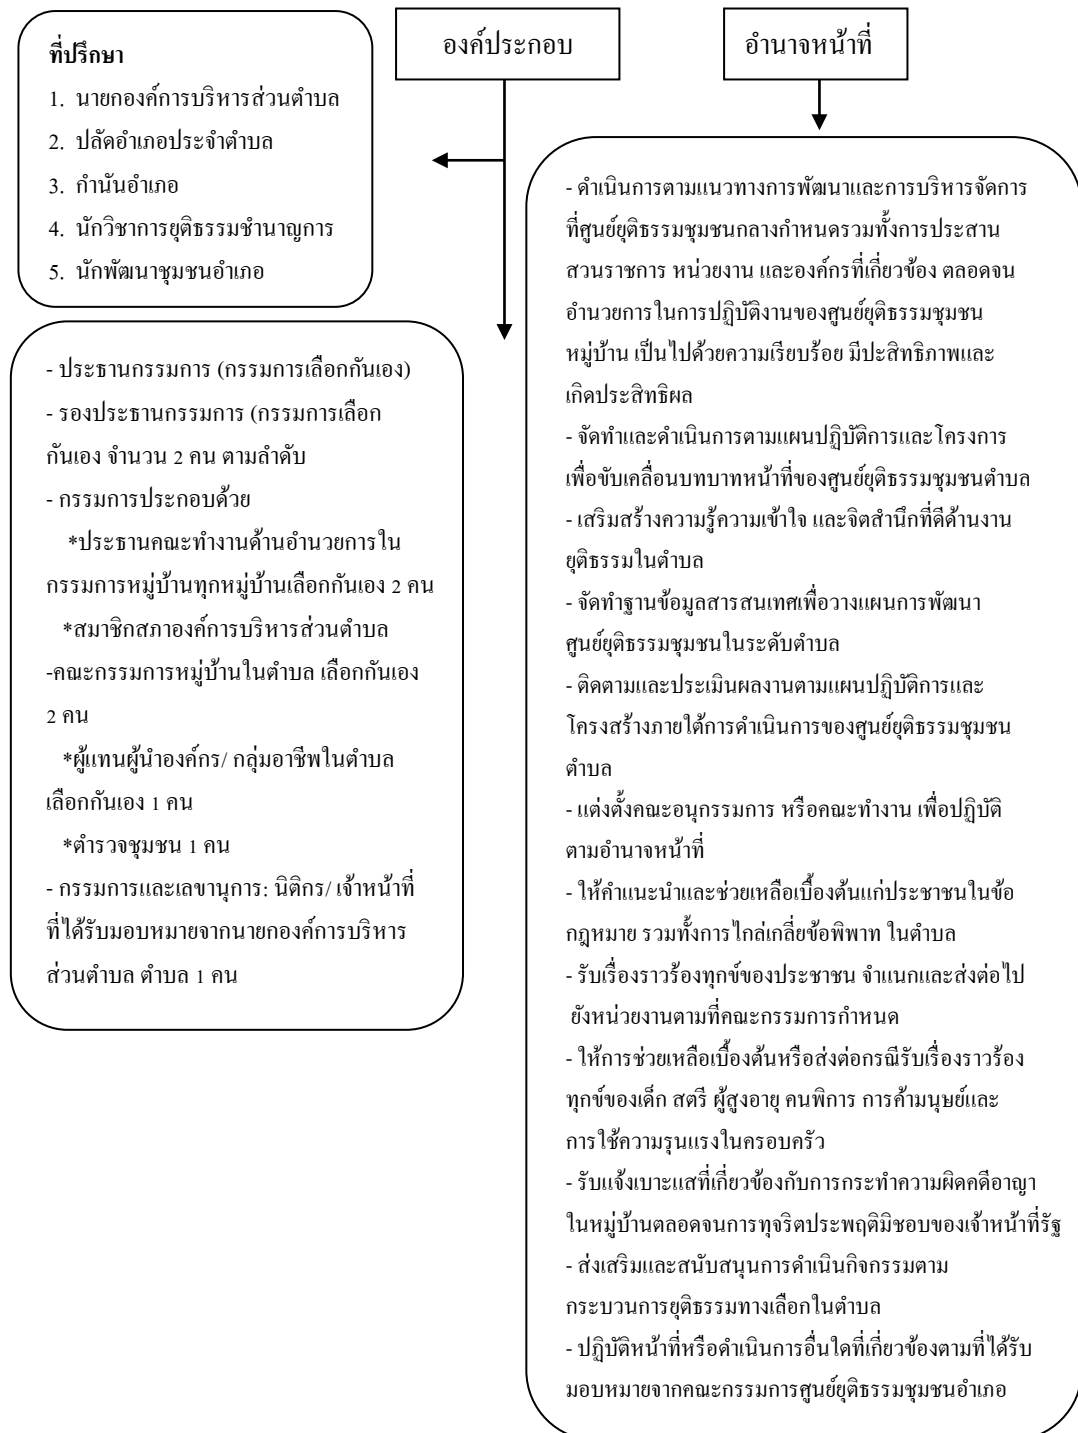 ที่ปรึกษา
1. นายกองค์การบริหารส่วนตำบล
2. ปลัดอำเภอประจำตำบล
3. กำนันอำเภอ
4. นักวิชาการยุติธรรมชำนาญการ
5. นักพัฒนาชุมชนอำเภอ
องค์ประกอบ
- ประธานกรรมการ (กรรมการเลือกกันเอง)
- รองประธานกรรมการ (กรรมการเลือก
กันเอง จำนวน 2 คน ตามลำดับ
- กรรมการประกอบด้วย
*ประธานคณะทำงานด้านอำนวยการใน
กรรมการหมู่บ้านทุกหมู่บ้านเลือกกันเอง 2 คน
*สมาชิกสภาองค์การบริหารส่วนตำบล
-คณะกรรมการหมู่บ้านในตำบล เลือกกันเอง
2 คน
*ผู้แทนผู้นำองค์กร/ กลุ่มอาชีพในตำบล
เลือกกันเอง 1 คน
*ตำรวจชุมชน 1 คน
- กรรมการและเลขานุการ: นิติกร/ เจ้าหน้าที่
ที่ได้รับมอบหมายจากนายกองค์การบริหาร
ส่วนตำบล ตำบล 1 คน
อำนาจหน้าที่
- ดำเนินการตามแนวทางการพัฒนาและการบริหารจัดการ
ที่ศูนย์ยุติธรรมชุมชนกลางกำหนดรวมทั้งการประสาน
สวนราชการ หน่วยงาน และองค์กรที่เกี่ยวข้อง ตลอดจน
อำนวยการในการปฏิบัติงานของศูนย์ยุติธรรมชุมชน
หมู่บ้าน เป็นไปด้วยความเรียบร้อย มีประสิทธิภาพและ
เกิดประสิทธิผล
- จัดทำและดำเนินการตามแผนปฏิบัติการและโครงการ
เพื่อขับเคลื่อนบทบาทหน้าที่ของศูนย์ยุติธรรมชุมชนตำบล
- เสริมสร้างความรู้ความเข้าใจ และจิตสำนึกที่ดีด้านงาน
ยุติธรรมในตำบล
- จัดทำฐานข้อมูลสารสนเทศเพื่อวางแผนการพัฒนา
ศูนย์ยุติธรรมชุมชนในระดับตำบล
- ติดตามและประเมินผลงานตามแผนปฏิบัติการและ
โครงสร้างภายใต้การดำเนินการของศูนย์ยุติธรรมชุมชน
ตำบล
- แต่งตั้งคณะอนุกรรมการ หรือคณะทำงาน เพื่อปฏิบัติ
ตามอำนาจหน้าที่
- ให้คำแนะนำและช่วยเหลือเบื้องต้นแก่ประชาชนในข้อ
กฎหมาย รวมทั้งการไกล่เกลี่ยข้อพิพาท ในตำบล
- รับเรื่องราวร้องทุกข์ของประชาชน จำแนกและส่งต่อไป
ยังหน่วยงานตามที่คณะกรรมการกำหนด
- ให้การช่วยเหลือเบื้องต้นหรือส่งต่อกรณีรับเรื่องราวร้อง
ทุกข์ของเด็ก สตรี ผู้สูงอายุ คนพิการ การค้ามนุษย์และ
การใช้ความรุนแรงในครอบครัว
- รับแจ้งเบาะแสที่เกี่ยวข้องกับการกระทำความผิดคดีอาญา
ในหมู่บ้านตลอดจนการทุจริตประพฤติมิชอบของเจ้าหน้าที่รัฐ
- ส่งเสริมและสนับสนุนการดำเนินกิจกรรมตาม
กระบวนการยุติธรรมทางเลือกในตำบล
- ปฏิบัติหน้าที่หรือดำเนินการอื่นใดที่เกี่ยวข้องตามที่ได้รับ
มอบหมายจากคณะกรรมการศูนย์ยุติธรรมชุมชนอำเภอ